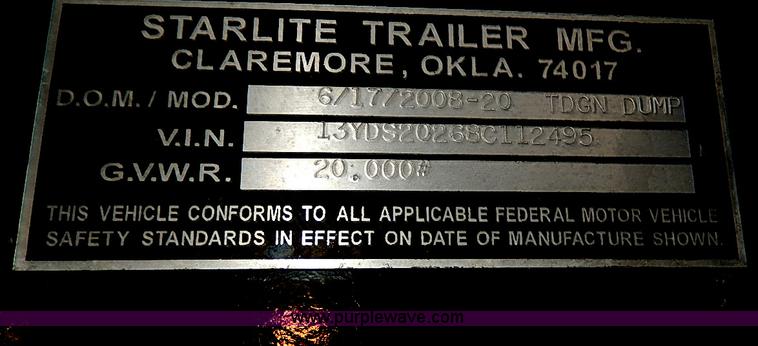 STARLITE TRAILER MFG.
CLAREMORE, OKLA. 74017
D.O.M. / MOD. 6/17/2008-20 TDGN DUMP
V.I.N. 13YDS20268C112495
G.V.W.R. 20,000#
THIS VEHICLE CONFORMS TO ALL APPLICABLE FEDERAL MOTOR VEHICLE
SAFETY STANDARDS IN EFFECT ON DATE OF MANUFACTURE SHOWN.
www.purplewave.com